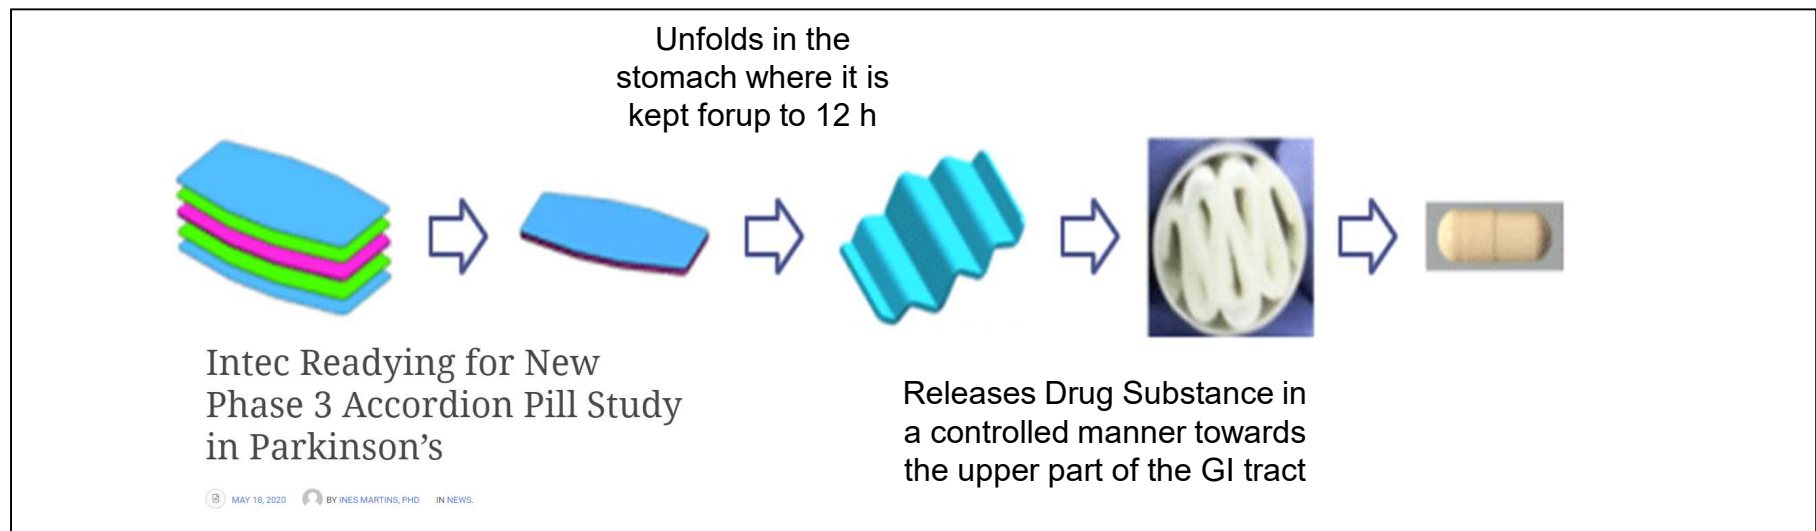 Unfolds in the
stomach where it is
kept forup to 12 h
Intec Readying for New
Phase 3 Accordion Pill Study
in Parkinson’s
MAY 18, 2020 BY INES MARTINS, PHD IN NEWS.
Releases Drug Substance in
a controlled manner towards
the upper part of the GI tract